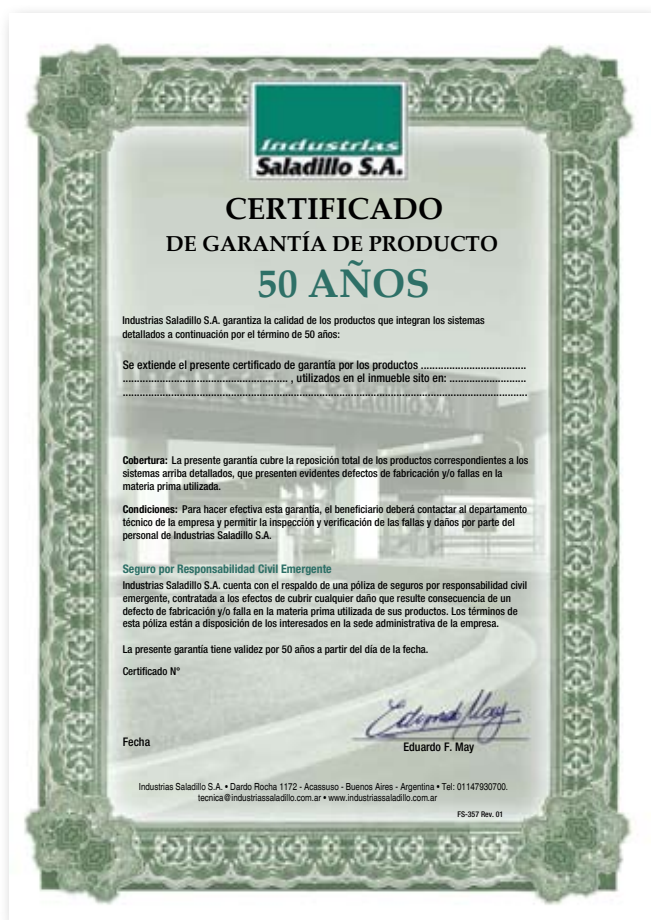 Industrias
Saladillo S.A.
CERTIFICADO
DE GARANTÍA DE PRODUCTO
50 AÑOS
Industrias Saladillo S.A. garantiza la calidad de los productos que integran los sistemas
detallados a continuación por el término de 50 años:
Se extiende el presente certificado de garantía por los productos .....................................
.......................................................... , utilizados en el inmueble sito en: ...........................
..............................................................................................................................................
INDUSTRIAS Saladillo S.A.
Cobertura: La presente garantía cubre la reposición total de los productos correspondientes a los
sistemas arriba detallados, que presenten evidentes defectos de fabricación y/o fallas en la
materia prima utilizada.
Condiciones: Para hacer efectiva esta garantía, el beneficiario deberá contactar al departamento
técnico de la empresa y permitir la inspección y verificación de las fallas y daños por parte del
personal de Industrias Saladillo S.A.
Seguro por Responsabilidad Civil Emergente
Industrias Saladillo S.A. cuenta con el respaldo de una póliza de seguros por responsabilidad civil
emergente, contratada a los efectos de cubrir cualquier daño que resulte consecuencia de un
defecto de fabricación y/o falla en la materia prima utilizada de sus productos. Los términos de
esta póliza están a disposición de los interesados en la sede administrativa de la empresa.
La presente garantía tiene validez por 50 años a partir del día de la fecha.
Certificado N°
Eduardo May
Fecha
Eduardo F. May
Industrias Saladillo S.A. • Dardo Rocha 1172 - Acassuso - Buenos Aires - Argentina • Tel: 01147930700.
tecnica@industriassaladillo.com.ar • www.industriassaladillo.com.ar
FS-357 Rev. 01